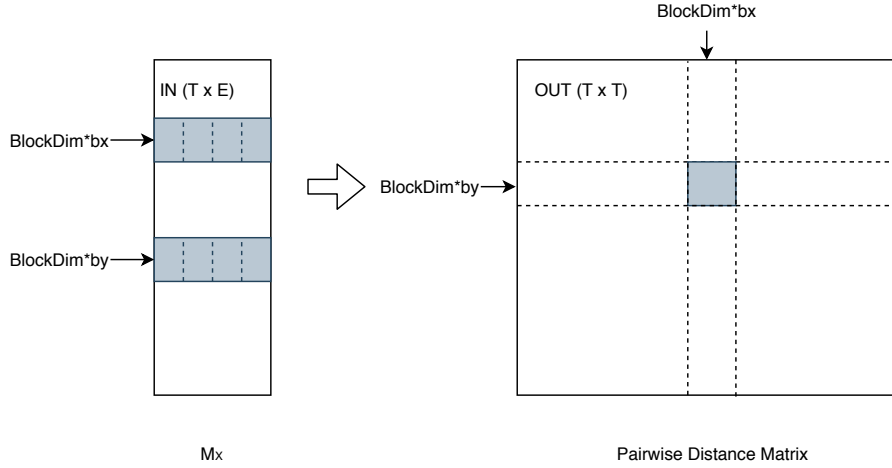 BlockDim*bx
IN (T x E)
OUT (T x T)
BlockDim*bx
BlockDim*by
BlockDim*by
Mx
Pairwise Distance Matrix